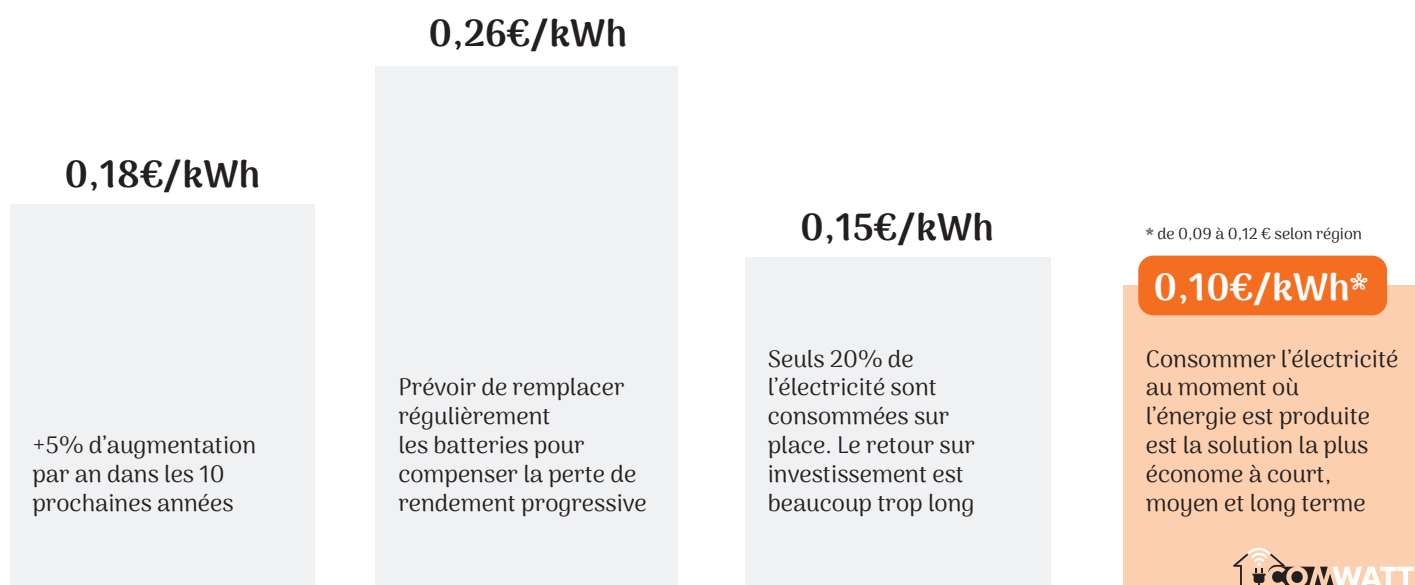 0,18€/kWh
+5% d’augmentation
par an dans les 10
prochaines années
0,26€/kWh
Prévoir de remplacer
régulièrement
les batteries pour
compenser la perte de
rendement progressive
0,15€/kWh
Seuls 20% de
l’électricité sont
consommées sur
place. Le retour sur
investissement est
beaucoup trop long
* de 0,09 à 0,12 € selon région
0,10€/kWh*
Consommer l’électricité
au moment où
l’énergie est produite
est la solution la plus
économe à court,
moyen et long terme
COMWATT